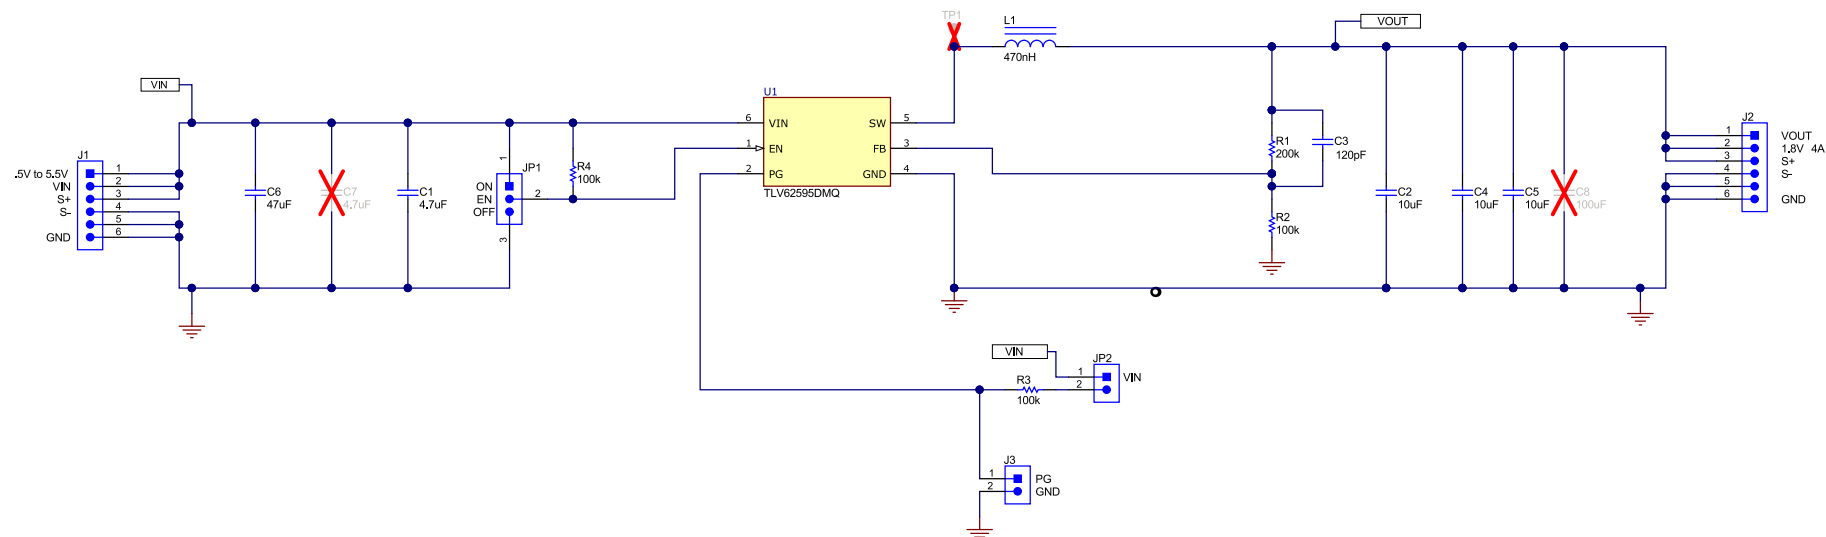 TP1
L1
470nH
VOUT
VIN
U1
TLV62595DMQ
6 VIN
1 EN
2 PG
SW 5
FB 3
GND 4
J1
.5V to 5.5V 1
VIN 2
S+ 3
S- 4
5
GND 6
C6
47uF
C7
4.7uF
C1
4.7uF
JP1
1
ON
EN 2
OFF
3
R4
100k
R1
200k
C3
120pF
R2
100k
C2
10uF
C4
10uF
C5
10uF
C8
100uF
J2
1 VOUT
2 1.8V 4A
3 S+
4 S-
5
6 GND
VIN
R3
100k
JP2
1 VIN
2
J3
1 PG
2 GND